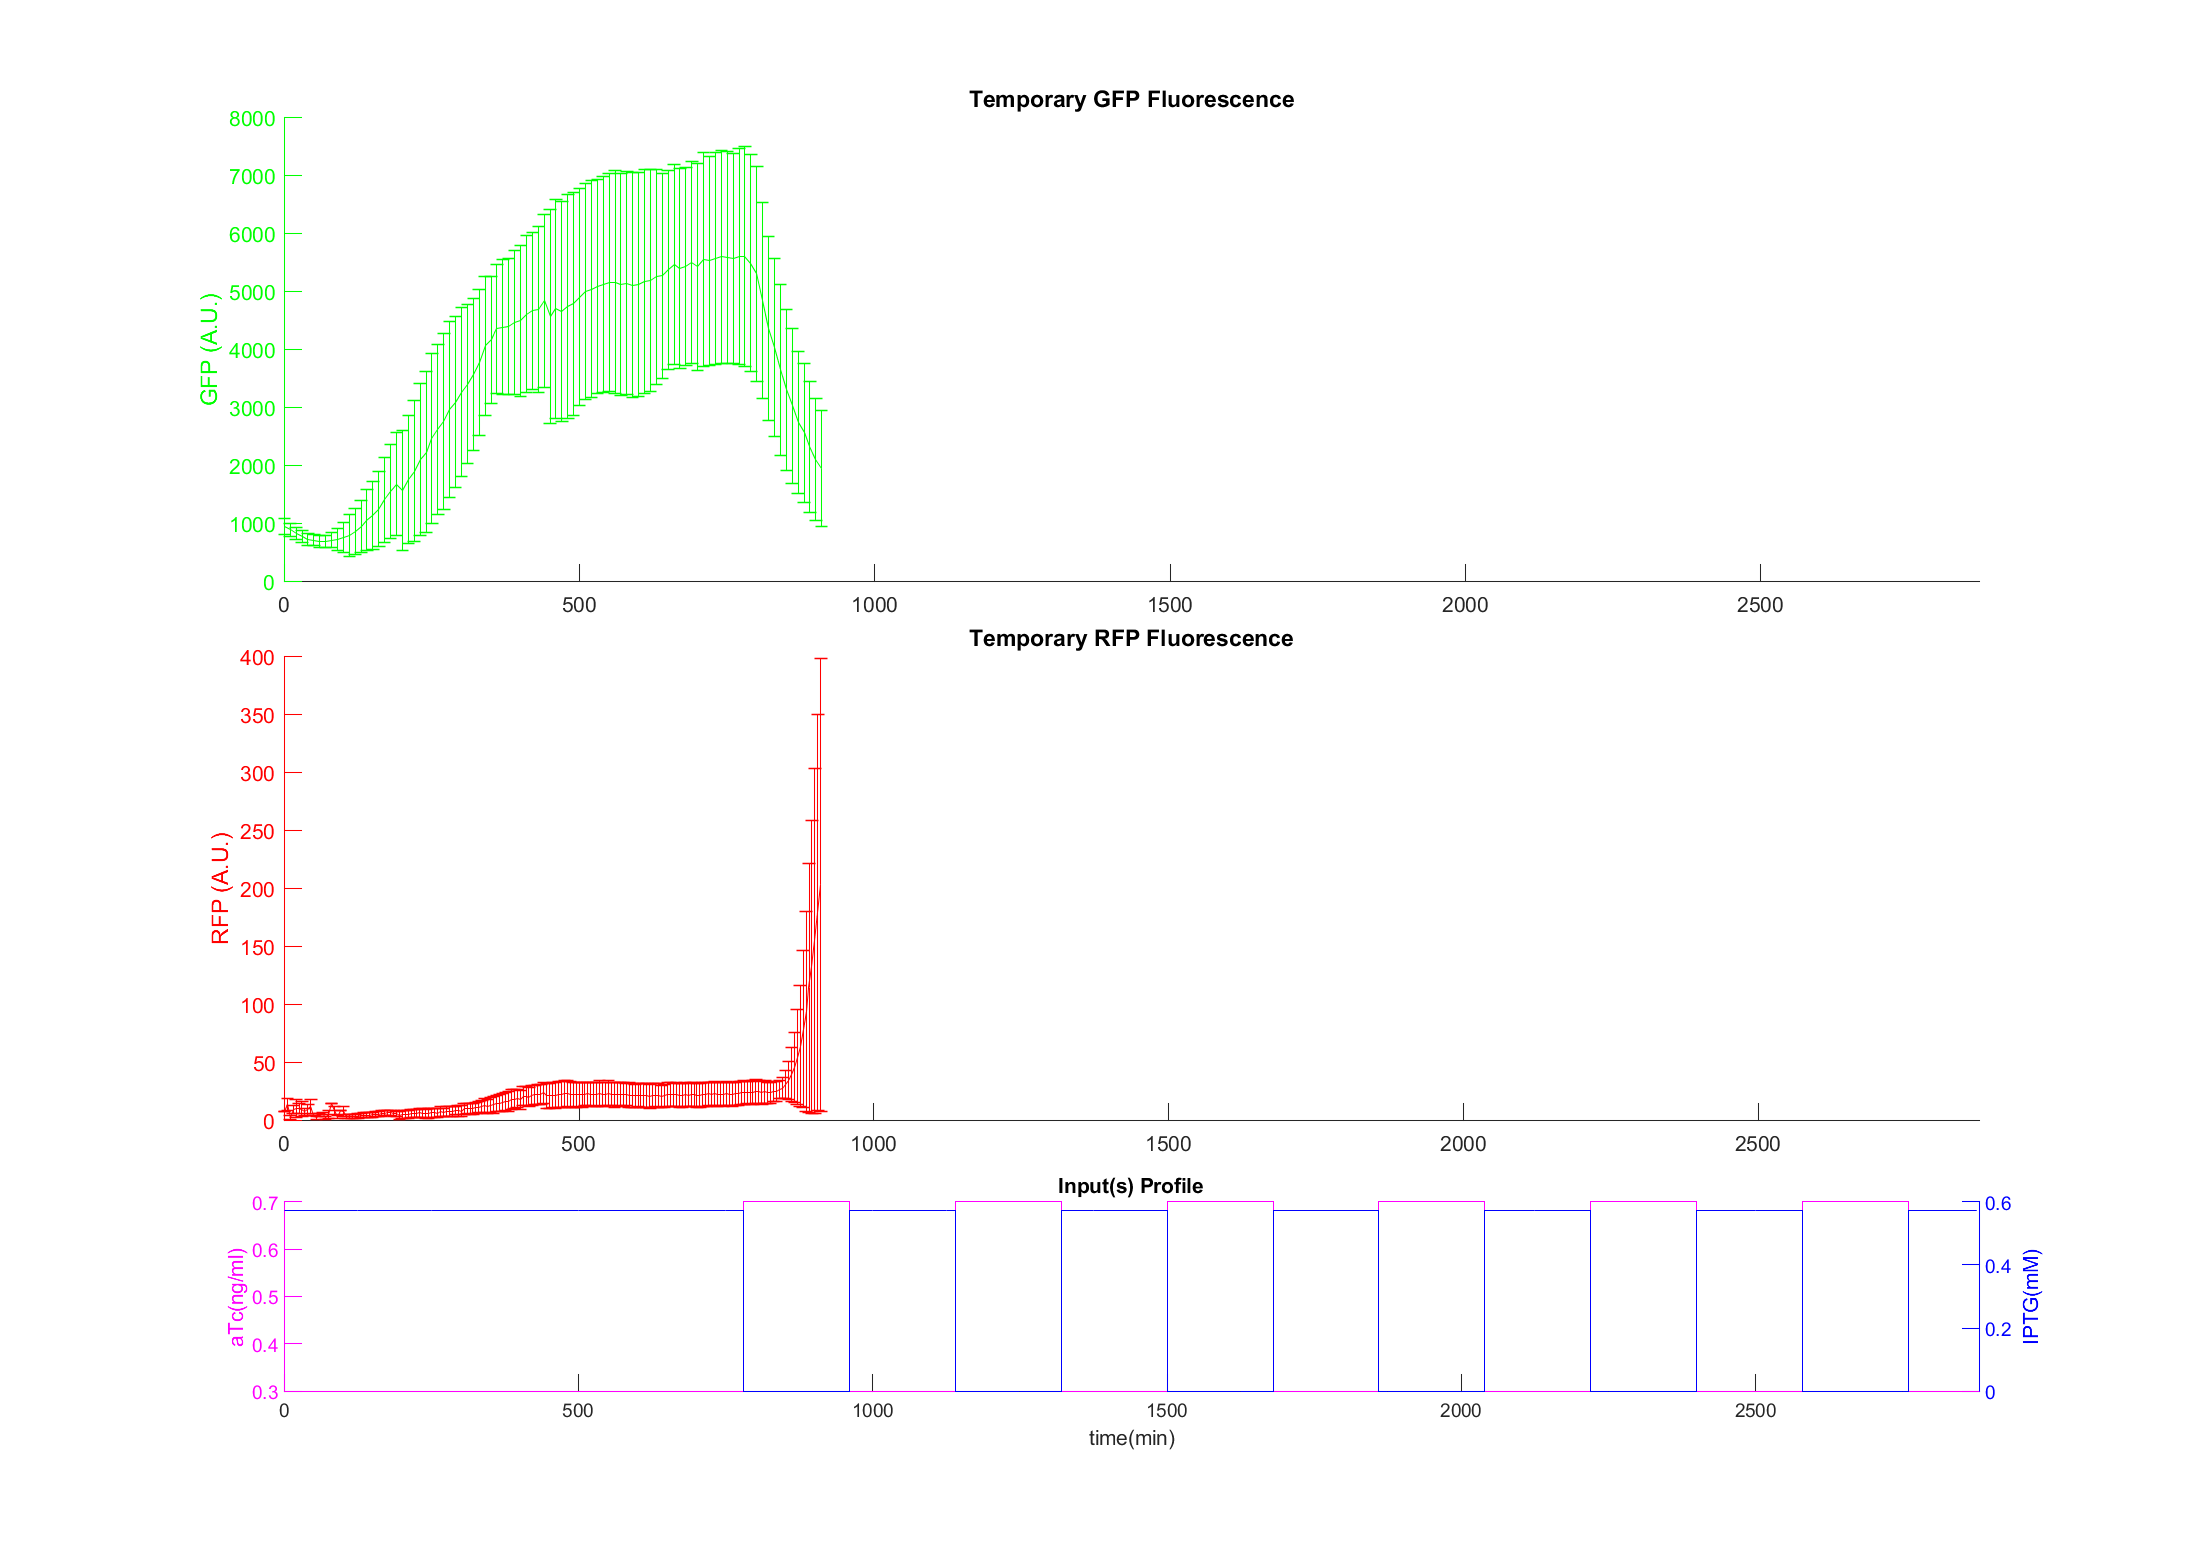 Temporary GFP Fluorescence
8000
7000
6000
5000
4000
3000
2000
1000
0
GFP (A.U.)
0 500 1000 1500 2000 2500
Temporary RFP Fluorescence
400
350
300
250
200
150
100
50
0
RFP (A.U.)
0 500 1000 1500 2000 2500
Input(s) Profile
0.7
0.6
0.5
0.4
0.3
aTc(ng/ml)
0.6
0.4
0.2
0
IPTG(mM)
0 500 1000 1500 2000 2500
time(min)